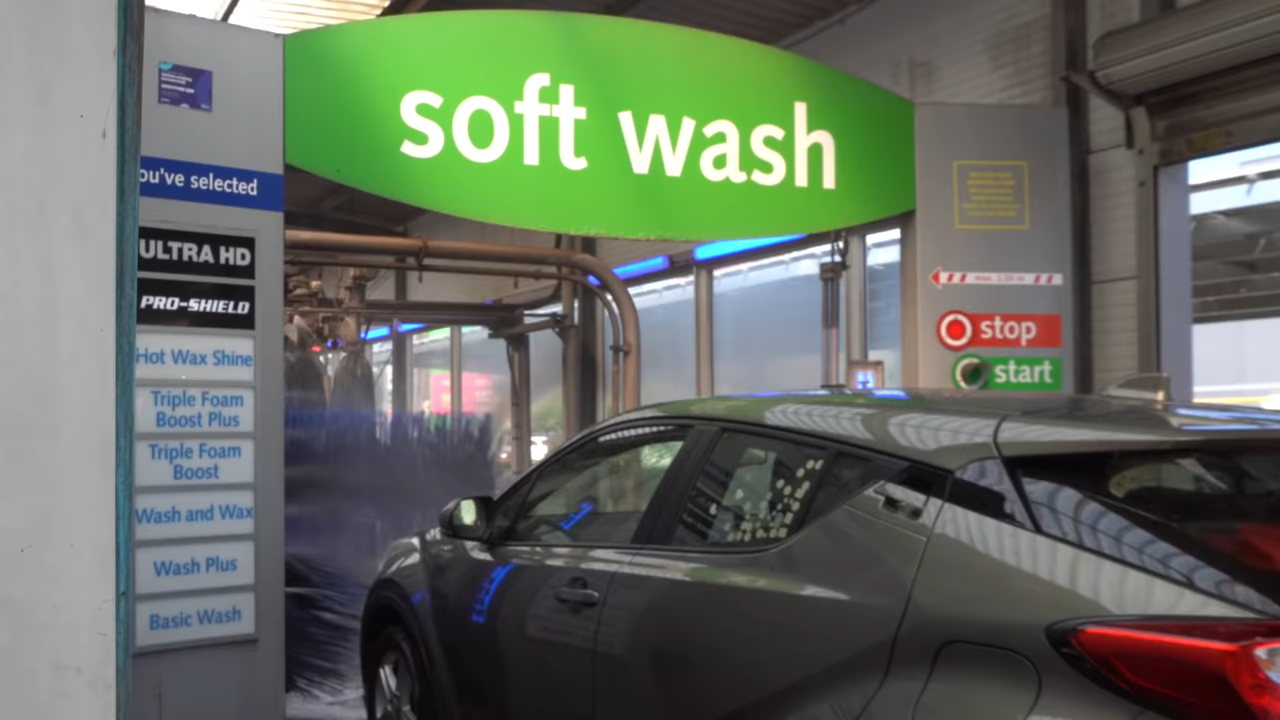 soft wash
ou've selected
ULTRA HD
PRO-SHIELD
Hot Wax Shine
Triple Foam
Boost Plus
Triple Foam
Boost
Wash and Wax
Wash Plus
Basic Wash
stop
start